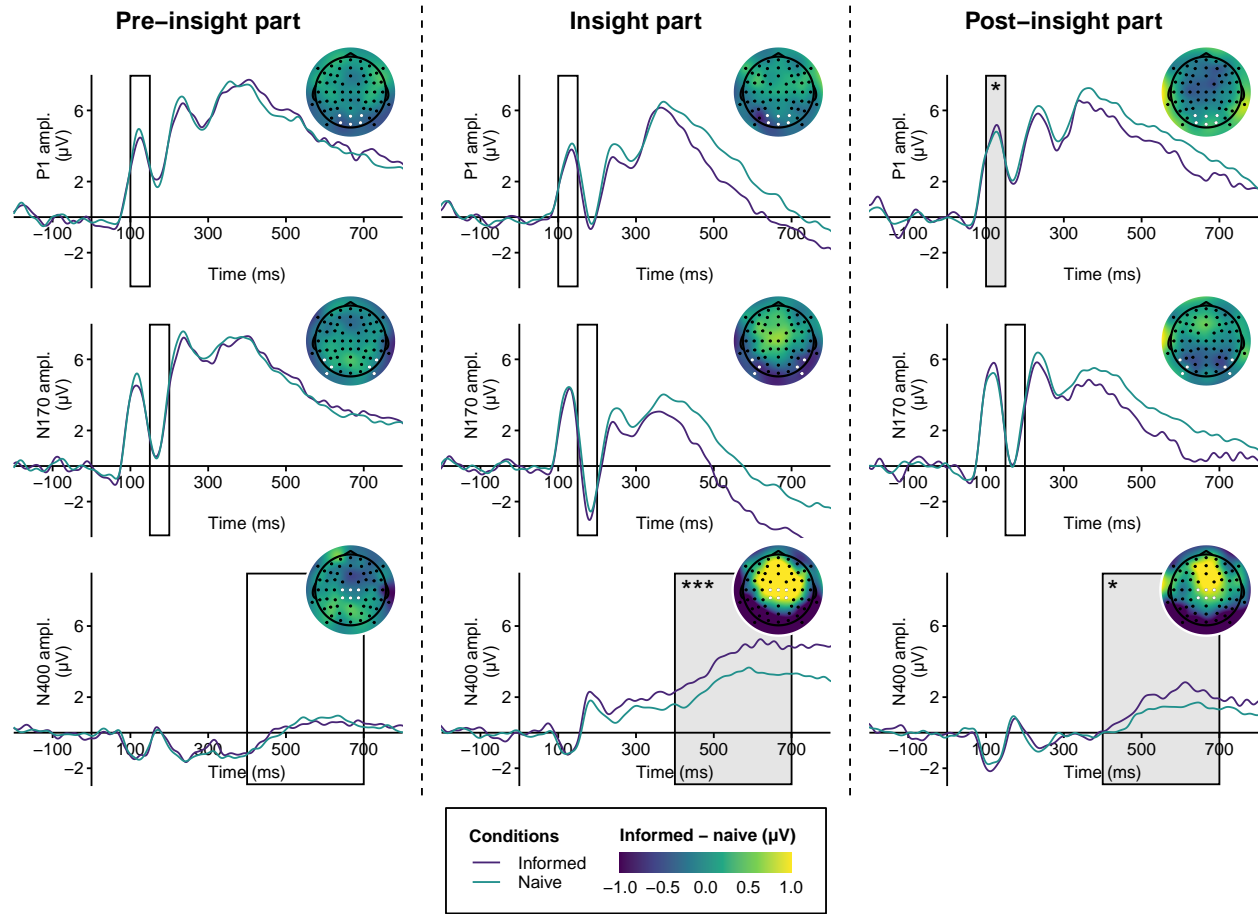 Pre−insight part
Insight part
Post−insight part
P1 ampl.
(µV)
6
2
−2
−100
100
300
500
700
Time (ms)
P1 ampl.
(µV)
6
2
−2
−100
100
300
500
700
Time (ms)
*
P1 ampl.
(µV)
6
2
−2
−100
100
300
500
700
Time (ms)
N170 ampl.
(µV)
6
2
−2
−100
100
300
500
700
Time (ms)
N170 ampl.
(µV)
6
2
−2
−100
100
300
500
700
Time (ms)
N170 ampl.
(µV)
6
2
−2
−100
100
300
500
700
Time (ms)
N400 ampl.
(µV)
6
2
−2
−100
100
300
500
700
Time (ms)
***
N400 ampl.
(µV)
6
2
−2
−100
100
300
500
700
Time (ms)
*
N400 ampl.
(µV)
6
2
−2
−100
100
300
500
700
Time (ms)
Conditions
Informed
Naive
Informed − naive (µV)
−1.0 −0.5 0.0 0.5 1.0